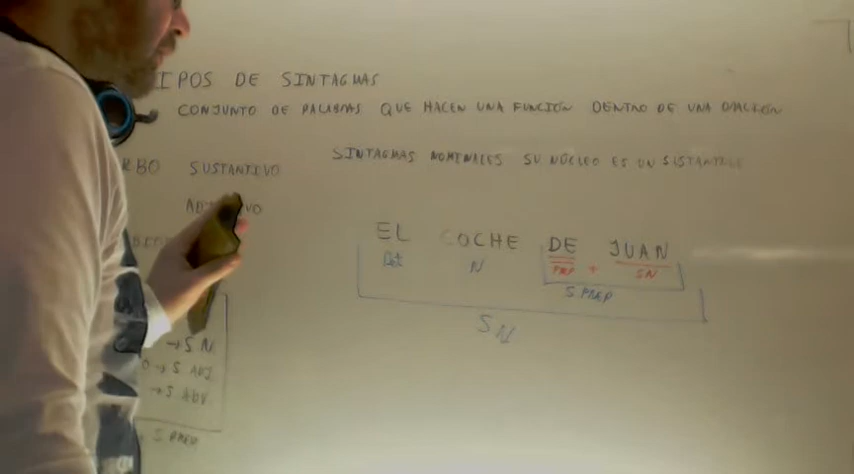 IPOS DE SINTAGMAS
CONJUNTO DE PALABRAS QUE HACEN UNA FUNCIÓN DENTRO DE UNA ORACIÓN
RBO SUSTANTIVO
SINTAGMAS NOMINALES SU NÚCLEO ES UN SUSTANTIVO
EL COCHE DE JUAN
Det N PREP + SN
S PREP
SN
→ S N
→ S ADJ
→ S ADV
S PREP